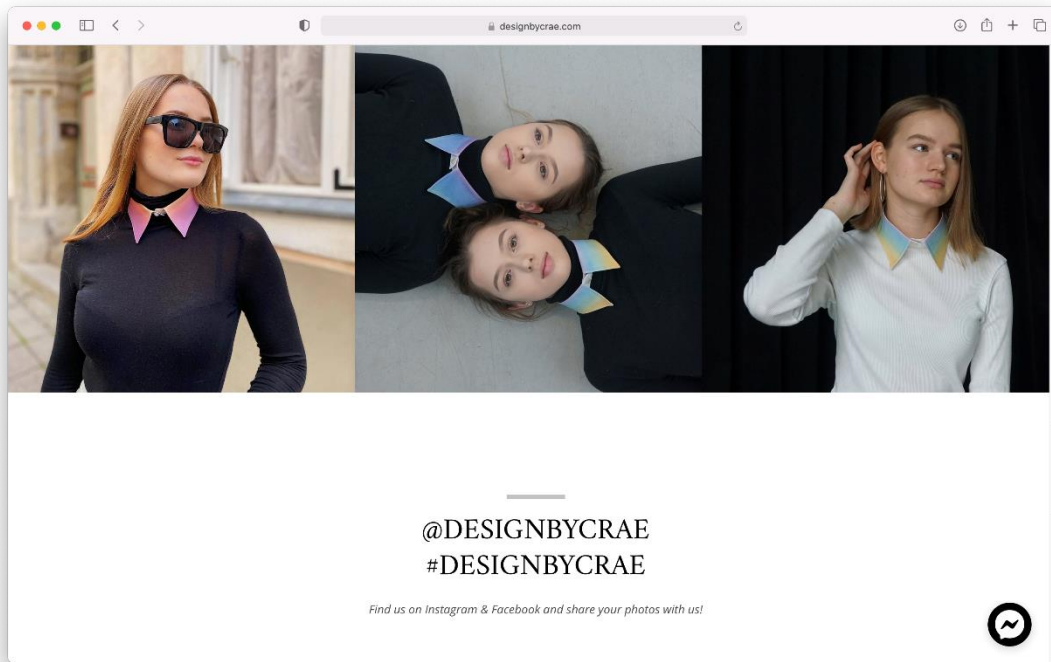 designbycrae.com
@DESIGNBYCRAE
#DESIGNBYCRAE
Find us on Instagram & Facebook and share your photos with us!